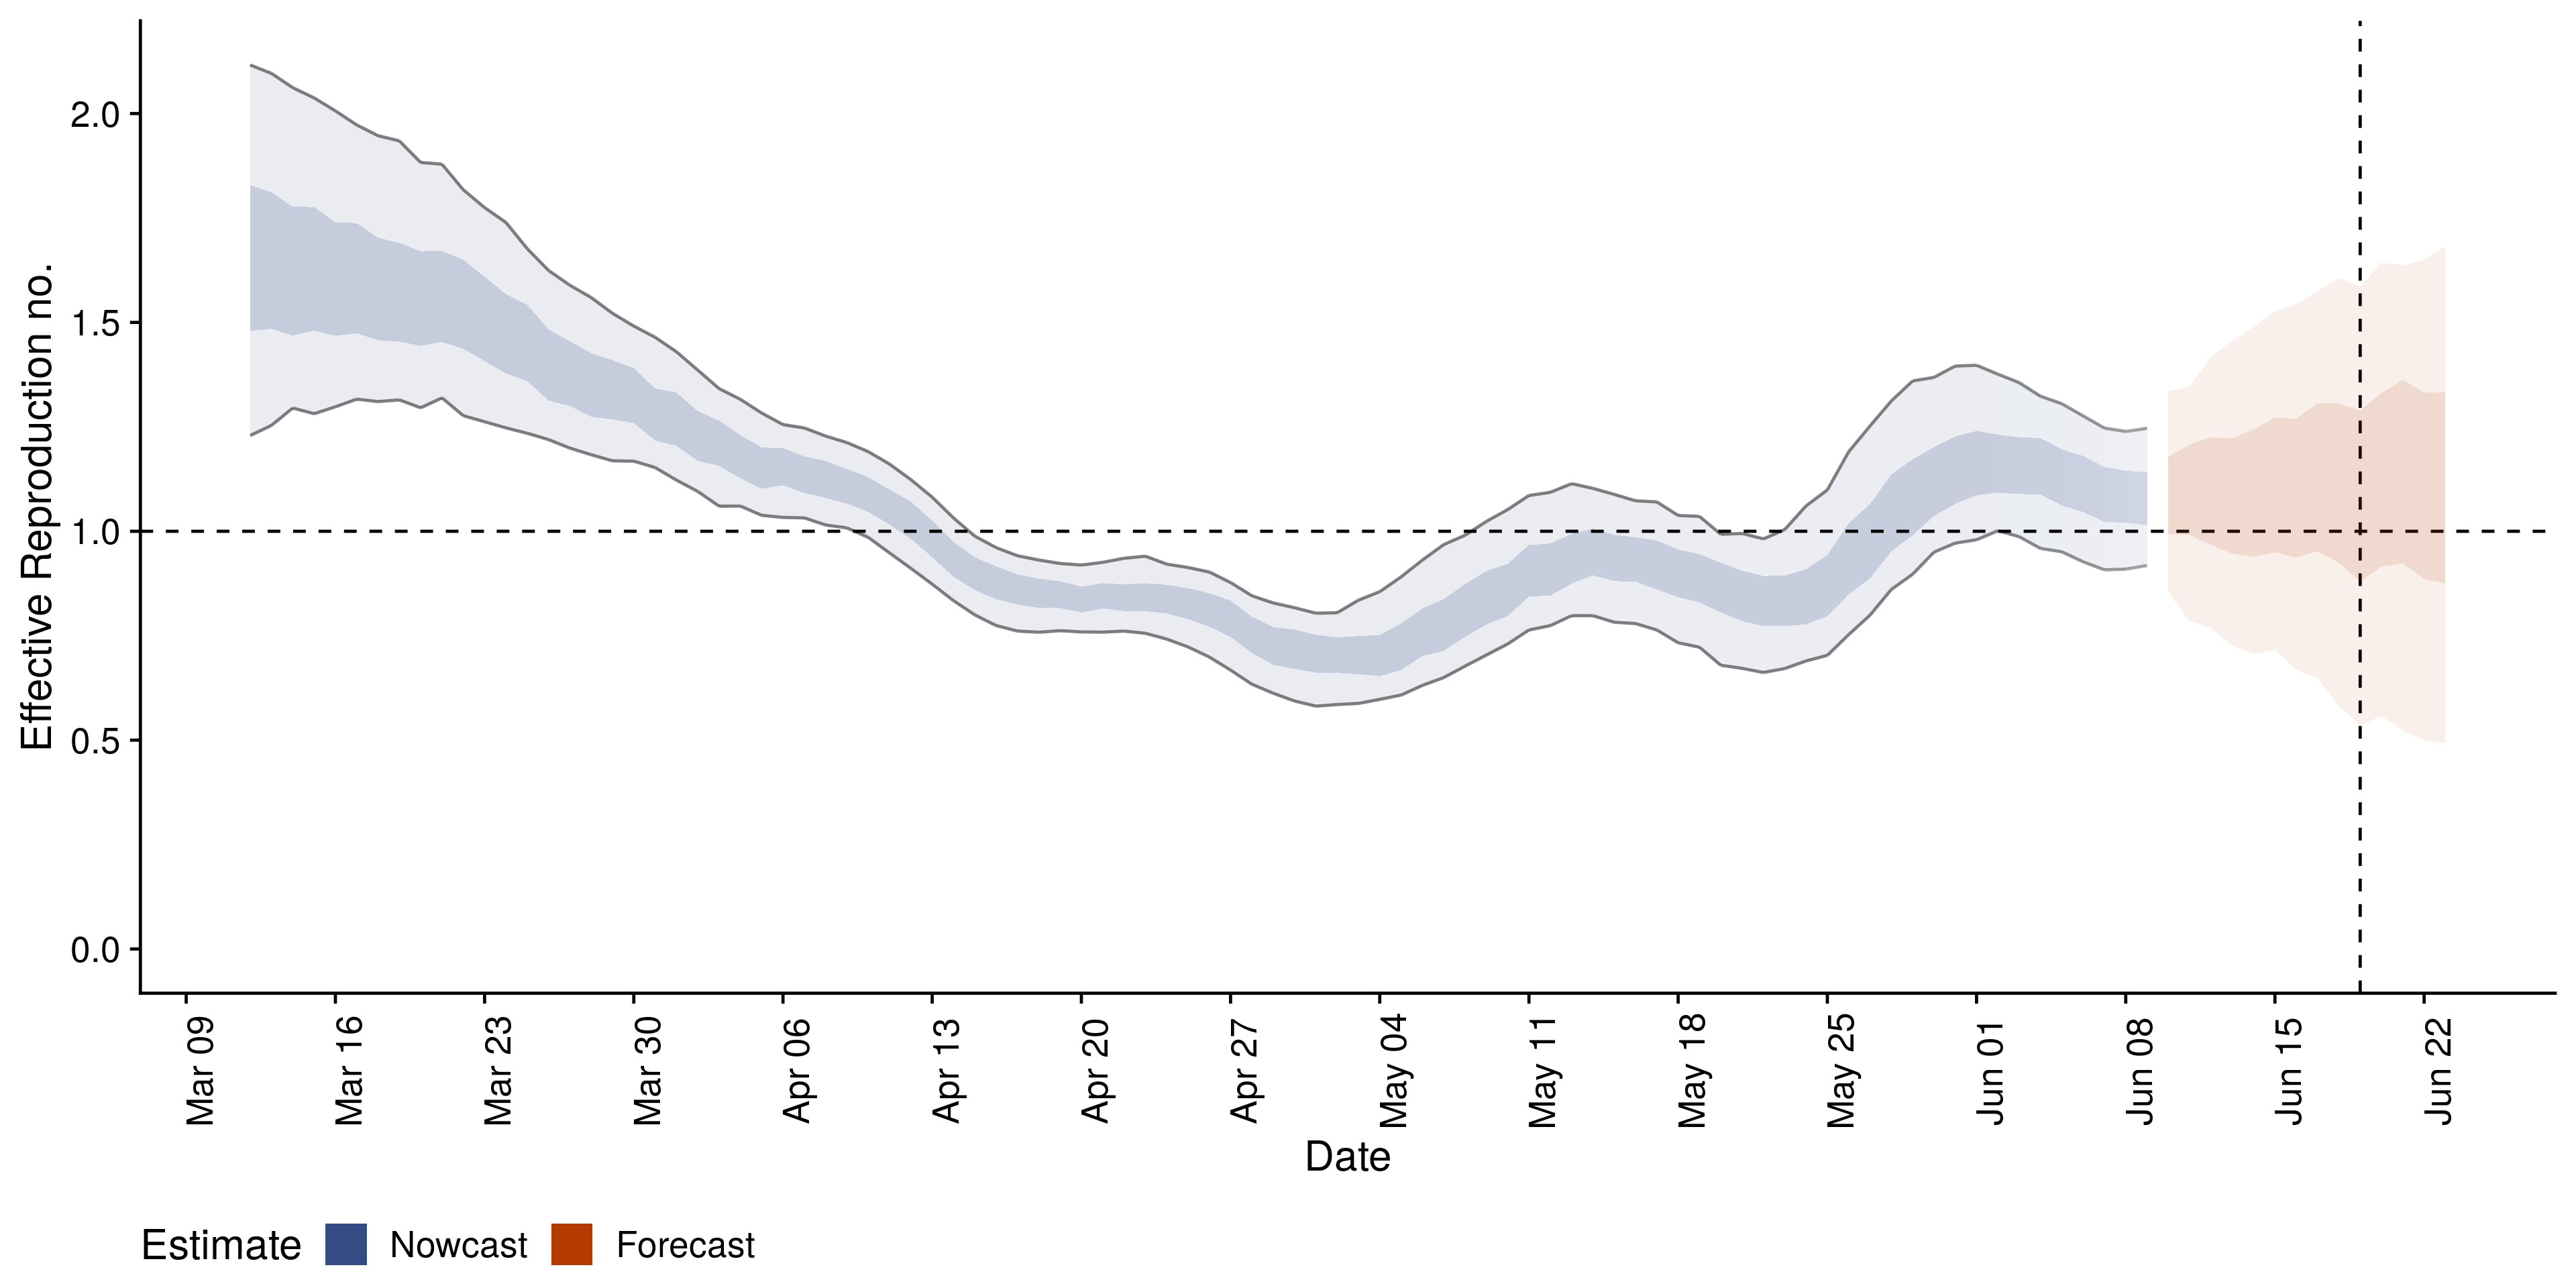 Effective Reproduction no.
2.0
1.5
1.0
0.5
0.0
Mar 09
Mar 16
Mar 23
Mar 30
Apr 06
Apr 13
Apr 20
Apr 27
May 04
May 11
May 18
May 25
Jun 01
Jun 08
Jun 15
Jun 22
Date
Estimate Nowcast Forecast